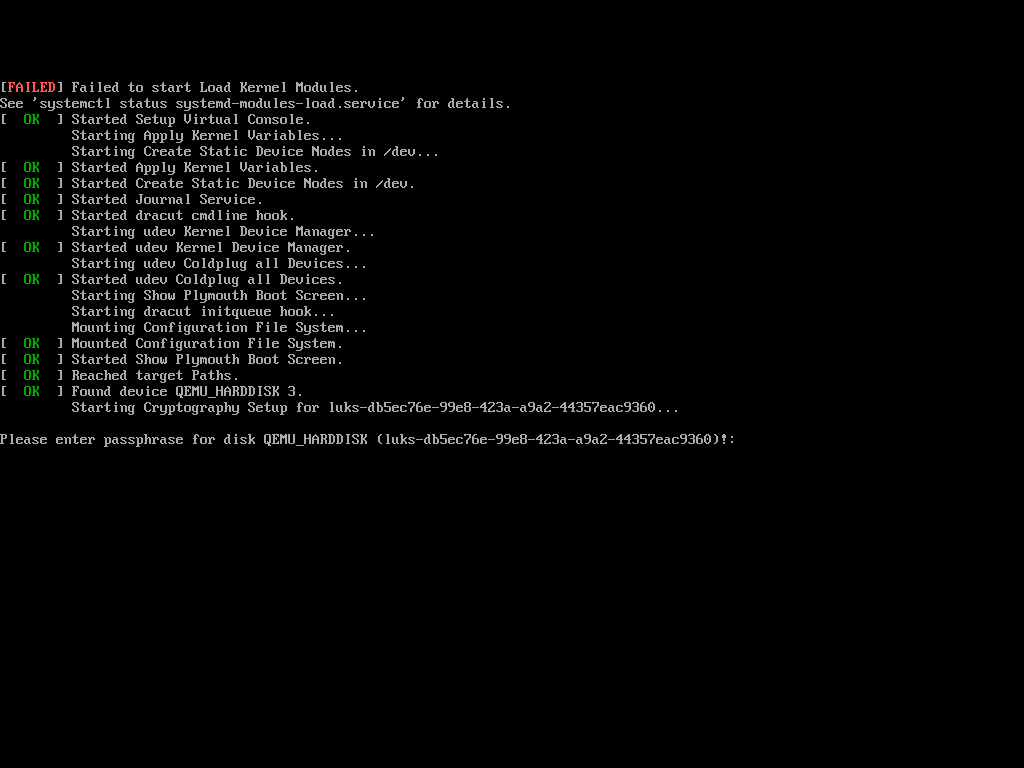 [FAILED] Failed to start Load Kernel Modules.
See 'systemctl status systemd-modules-load.service' for details.
[  OK  ] Started Setup Virtual Console.
         Starting Apply Kernel Variables...
         Starting Create Static Device Nodes in /dev...
[  OK  ] Started Apply Kernel Variables.
[  OK  ] Started Create Static Device Nodes in /dev.
[  OK  ] Started Journal Service.
[  OK  ] Started dracut cmdline hook.
         Starting udev Kernel Device Manager...
[  OK  ] Started udev Kernel Device Manager.
         Starting udev Coldplug all Devices...
[  OK  ] Started udev Coldplug all Devices.
         Starting Show Plymouth Boot Screen...
         Starting dracut initqueue hook...
         Mounting Configuration File System...
[  OK  ] Mounted Configuration File System.
[  OK  ] Started Show Plymouth Boot Screen.
[  OK  ] Reached target Paths.
[  OK  ] Found device QEMU_HARDDISK 3.
         Starting Cryptography Setup for luks-db5ec76e-99e8-423a-a9a2-44357eac9360...
Please enter passphrase for disk QEMU_HARDDISK (luks-db5ec76e-99e8-423a-a9a2-44357eac9360)!: